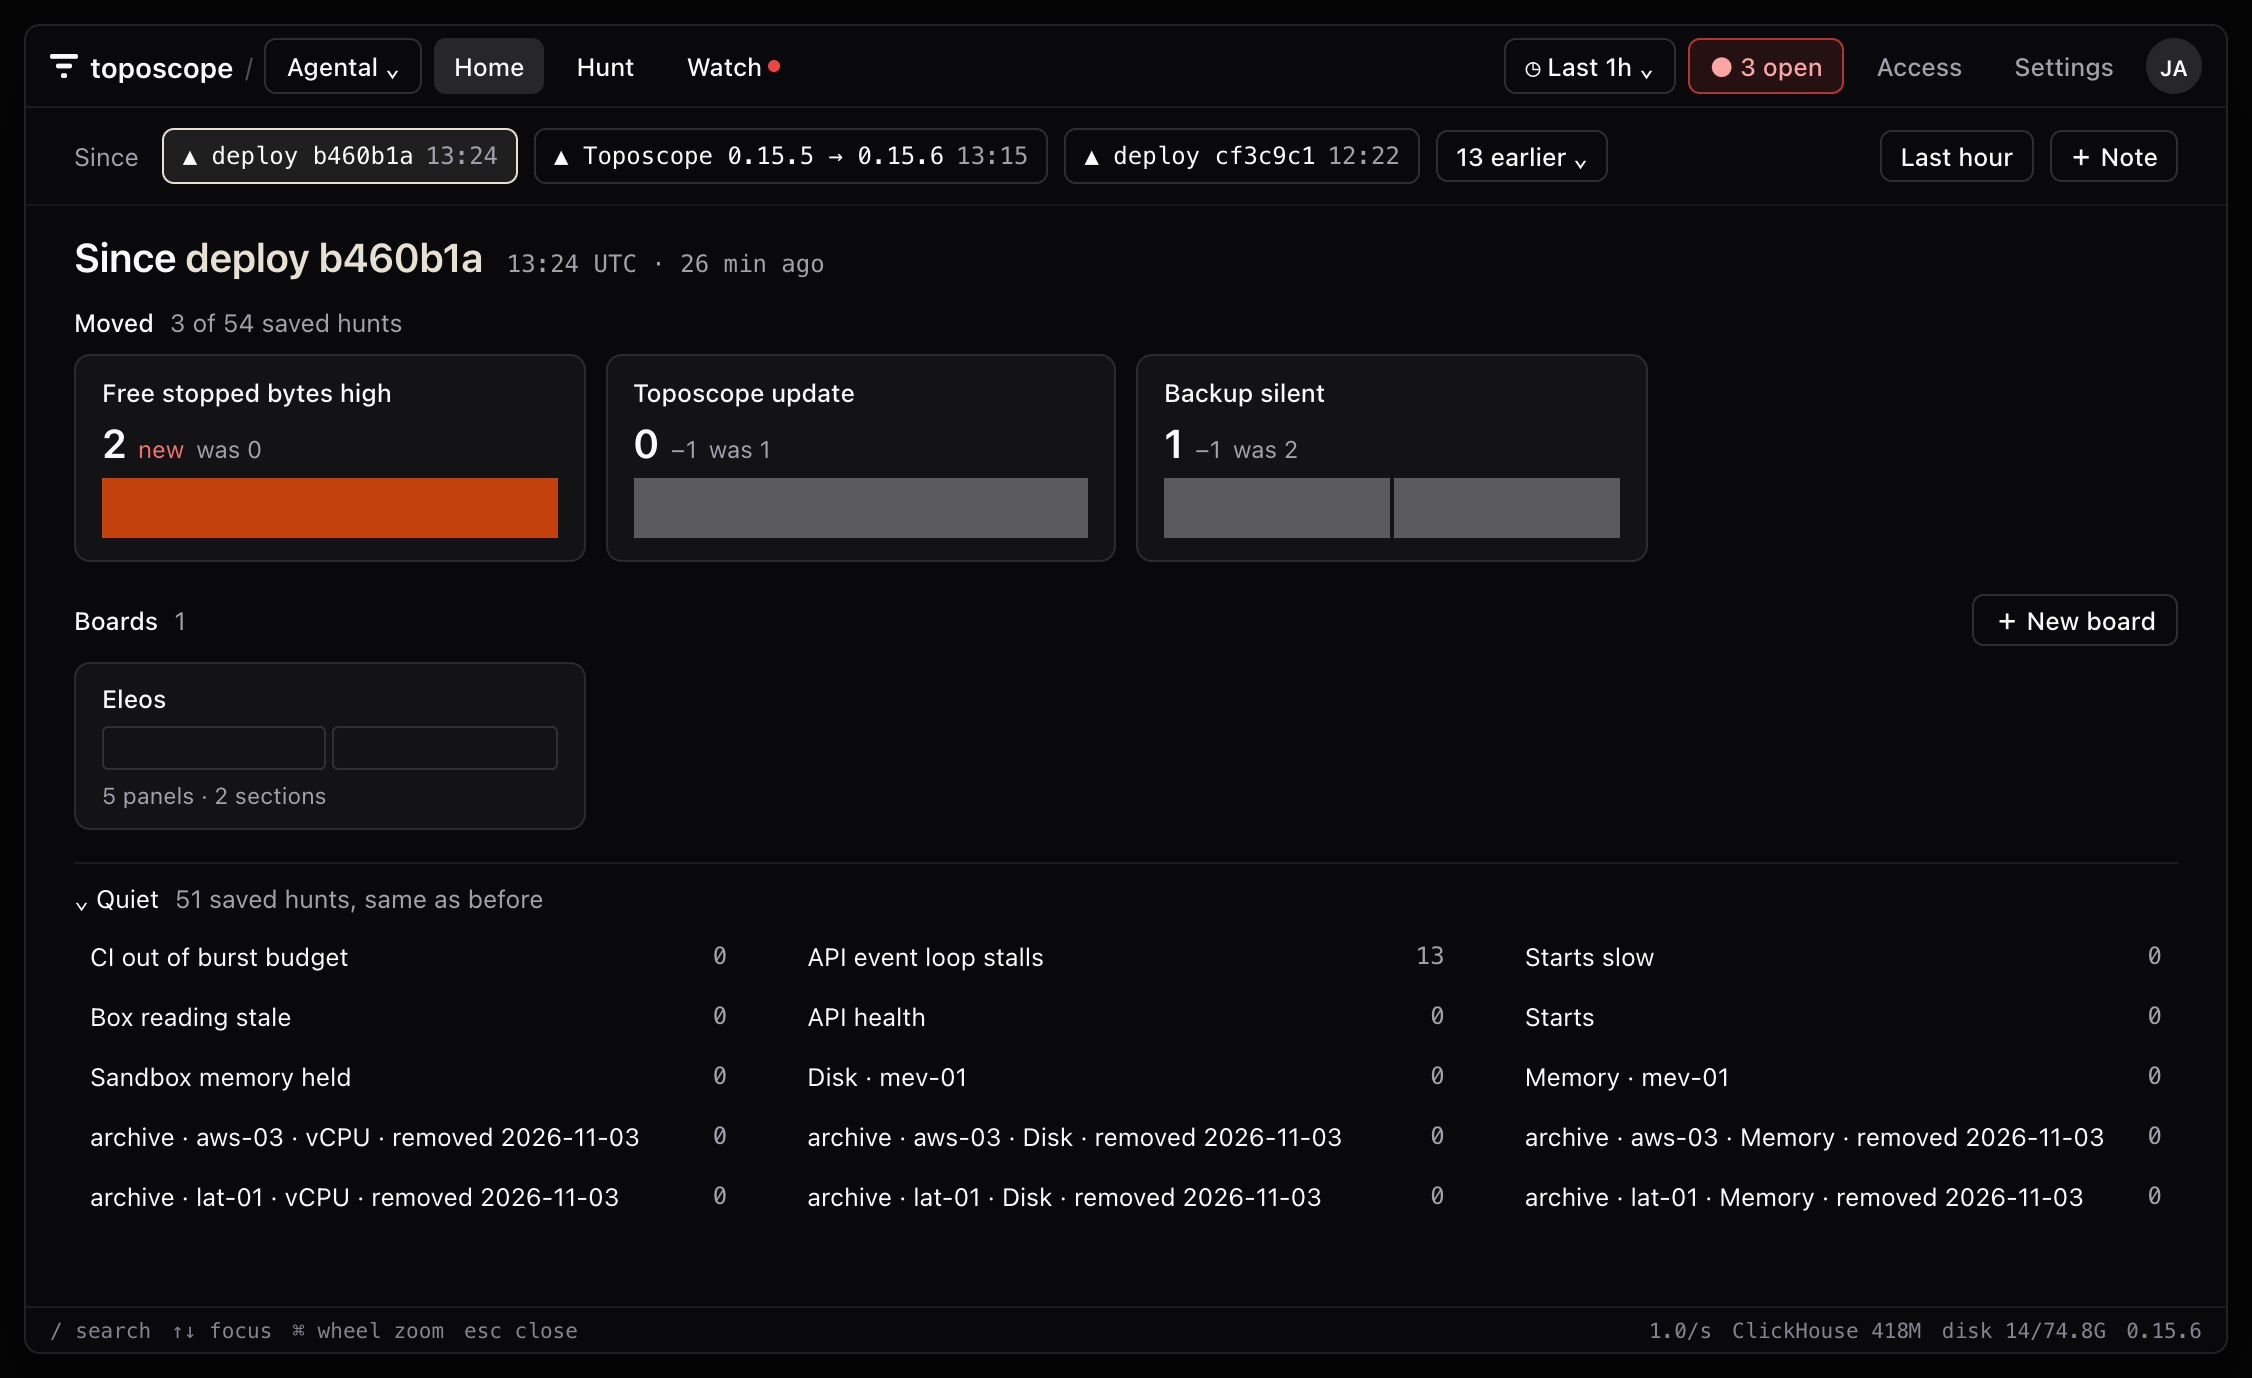 toposcope / Agental Home Hunt Watch Last 1h 3 open Access Settings JA
Since ▲ deploy b460b1a 13:24 ▲ Toposcope 0.15.5 → 0.15.6 13:15 ▲ deploy cf3c9c1 12:22 13 earlier Last hour + Note
Since deploy b460b1a 13:24 UTC · 26 min ago
Moved 3 of 54 saved hunts
Free stopped bytes high Toposcope update Backup silent
2 new was 0 0 −1 was 1 1 −1 was 2
Boards 1 + New board
Eleos
5 panels · 2 sections
Quiet 51 saved hunts, same as before
CI out of burst budget 0 API event loop stalls 13 Starts slow 0
Box reading stale 0 API health 0 Starts 0
Sandbox memory held 0 Disk · mev-01 0 Memory · mev-01 0
archive · aws-03 · vCPU · removed 2026-11-03 0 archive · aws-03 · Disk · removed 2026-11-03 0 archive · aws-03 · Memory · removed 2026-11-03 0
archive · lat-01 · vCPU · removed 2026-11-03 0 archive · lat-01 · Disk · removed 2026-11-03 0 archive · lat-01 · Memory · removed 2026-11-03 0
/ search ↑↓ focus ⌘ wheel zoom esc close 1.0/s ClickHouse 418M disk 14/74.8G 0.15.6